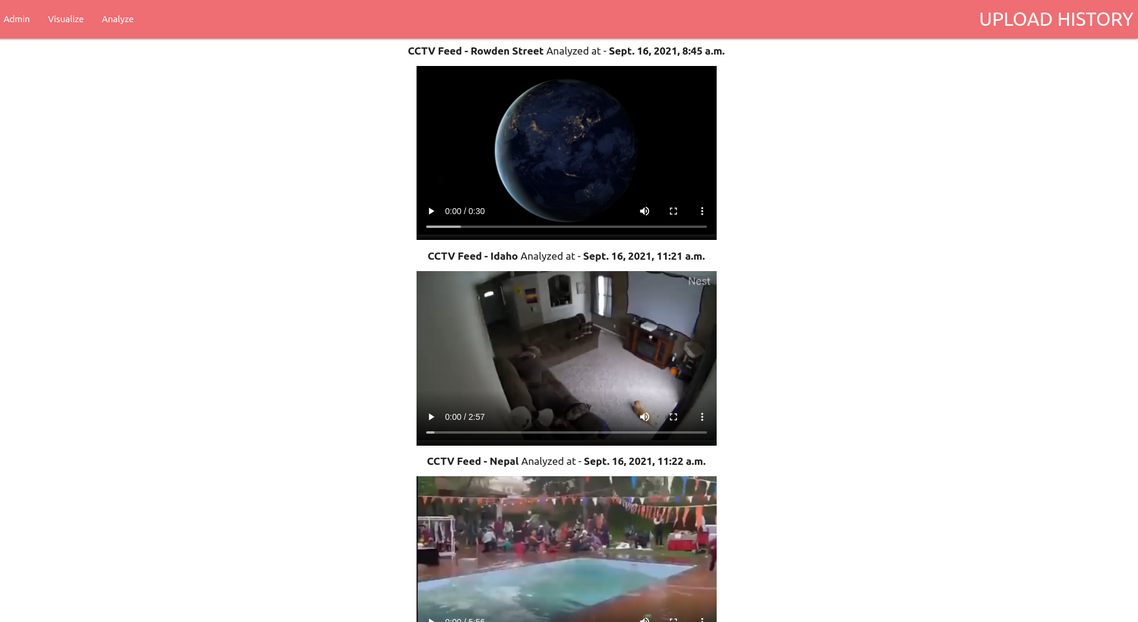 Admin Visualize Analyze UPLOAD HISTORY
CCTV Feed - Rowden Street Analyzed at - Sept. 16, 2021, 8:45 a.m.
0:00 / 0:30
CCTV Feed - Idaho Analyzed at - Sept. 16, 2021, 11:21 a.m.
Nest
0:00 / 2:57
CCTV Feed - Nepal Analyzed at - Sept. 16, 2021, 11:22 a.m.
0:00 / 5:56